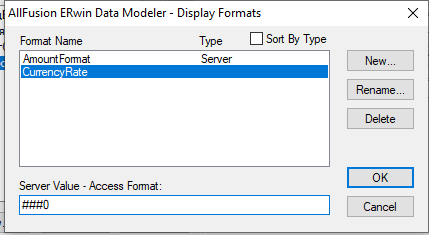 AllFusion ERwin Data Modeler - Display Formats
Format Name Type Sort By Type
AmountFormat Server
CurrencyRate
New...
Rename...
Delete
Server Value - Access Format:
###0
OK
Cancel